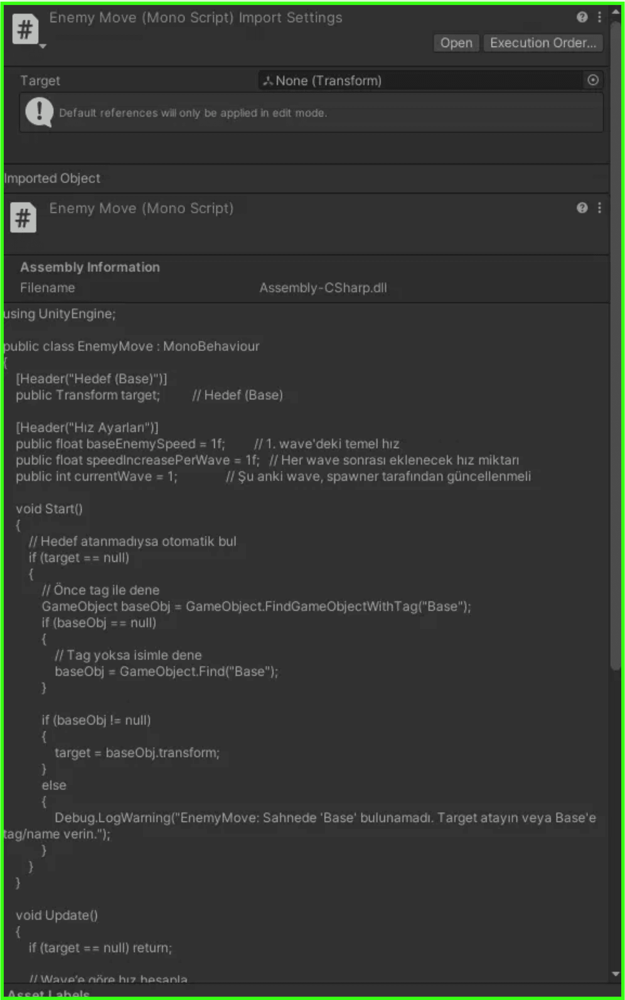 Enemy Move (Mono Script) Import Settings
Open
Execution Order...
Target
None (Transform)
Default references will only be applied in edit mode.
Imported Object
Enemy Move (Mono Script)
Assembly Information
Filename
Assembly-CSharp.dll
using UnityEngine;
public class EnemyMove : MonoBehaviour
{
[Header("Hedef (Base)")]
public Transform target; // Hedef (Base)
[Header("Hız Ayarları")]
public float baseEnemySpeed = 1f; // 1. wave'deki temel hız
public float speedIncreasePerWave = 1f; // Her wave sonrası eklenecek hız miktarı
public int currentWave = 1; // Şu anki wave, spawner tarafından güncellenmeli
void Start()
{
// Hedef atanmadıysa otomatik bul
if (target == null)
{
// Önce tag ile dene
GameObject baseObj = GameObject.FindGameObjectWithTag("Base");
if (baseObj == null)
{
// Tag yoksa isimle dene
baseObj = GameObject.Find("Base");
}
if (baseObj != null)
{
target = baseObj.transform;
}
else
{
Debug.LogWarning("EnemyMove: Sahnede 'Base' bulunamadı. Target atayın veya Base'e
tag/name verin.");
}
}
}
void Update()
{
if (target == null) return;
// Wave'e göre hız hesapla
Asset Labels